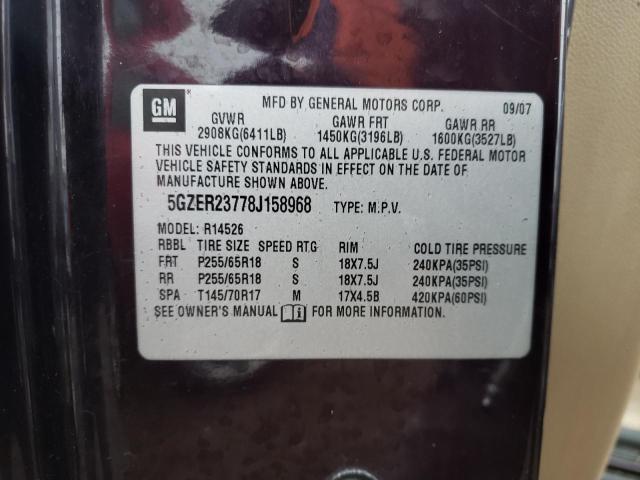 GM
MFD BY GENERAL MOTORS CORP. 09/07
GVWR GAWR FRT GAWR RR
2908KG(6411LB) 1450KG(3196LB) 1600KG(3527LB)
THIS VEHICLE CONFORMS TO ALL APPLICABLE U.S. FEDERAL MOTOR
VEHICLE SAFETY STANDARDS IN EFFECT ON THE DATE OF
MANUFACTURE SHOWN ABOVE.
5GZER23778J158968 TYPE: M.P.V.
MODEL: R14526
RBBL TIRE SIZE SPEED RTG RIM COLD TIRE PRESSURE
FRT P255/65R18 S 18X7.5J 240KPA(35PSI)
RR P255/65R18 S 18X7.5J 240KPA(35PSI)
SPA T145/70R17 M 17X4.5B 420KPA(60PSI)
SEE OWNER'S MANUAL i FOR MORE INFORMATION.